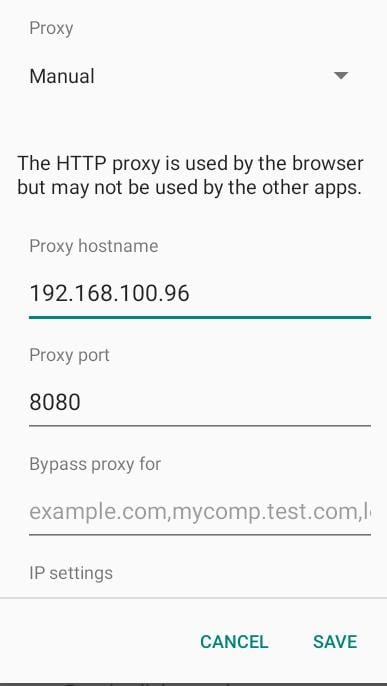 Proxy
Manual
The HTTP proxy is used by the browser
but may not be used by the other apps.
Proxy hostname
192.168.100.96
Proxy port
8080
Bypass proxy for
example.com,mycomp.test.com,l
IP settings
CANCEL
SAVE